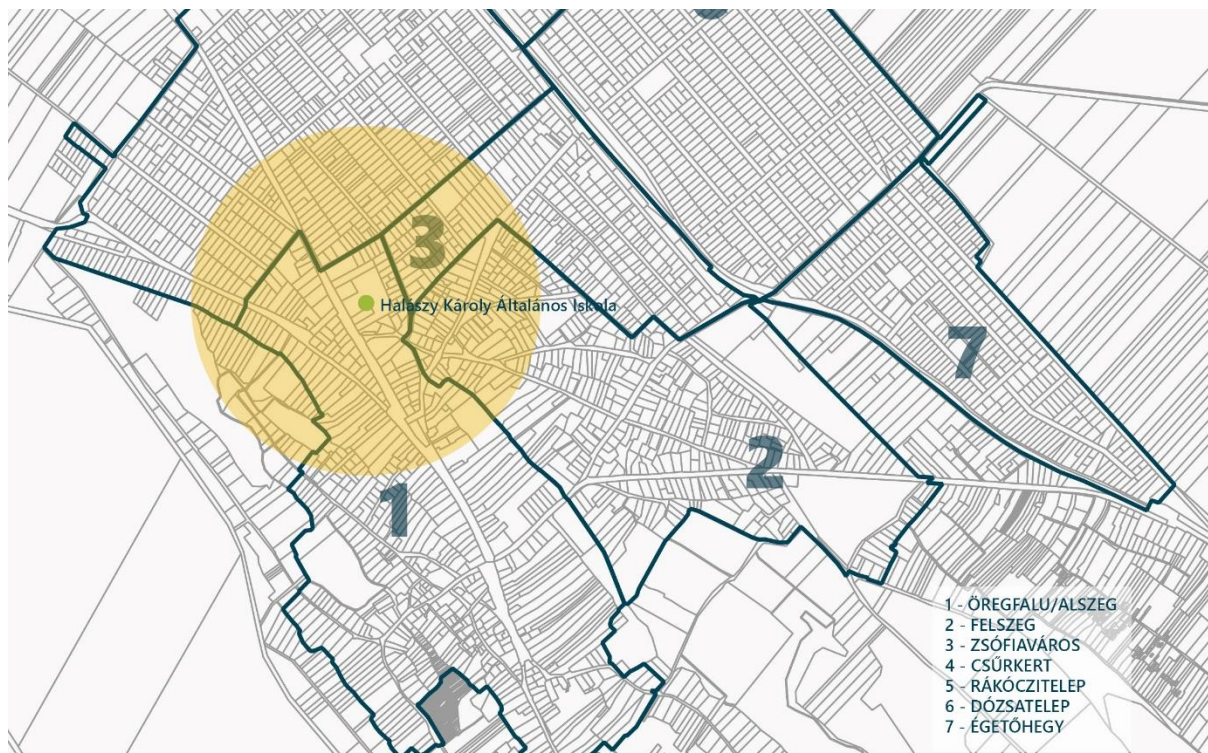 3
Halászy Károly Általános Iskola
7
2
1
1 - ÖREGFALU/ALSZEG
2 - FELSZEG
3 - ZSÓFIAVÁROS
4 - CSŰRKERT
5 - RÁKÓCZITELEP
6 - DÓZSATELEP
7 - ÉGETŐHEGY